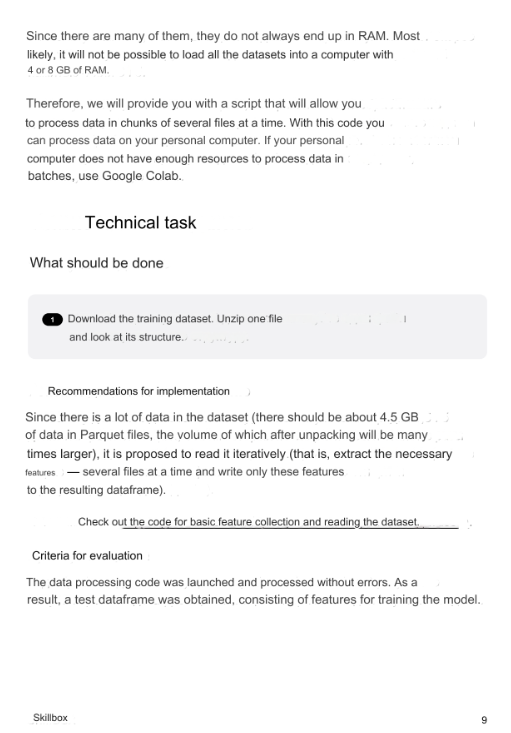 Since there are many of them, they do not always end up in RAM. Most
likely, it will not be possible to load all the datasets into a computer with
4 or 8 GB of RAM.
Therefore, we will provide you with a script that will allow you
to process data in chunks of several files at a time. With this code you
can process data on your personal computer. If your personal
computer does not have enough resources to process data in
batches, use Google Colab.
Technical task
What should be done
1 Download the training dataset. Unzip one file
and look at its structure.
Recommendations for implementation
Since there is a lot of data in the dataset (there should be about 4.5 GB
of data in Parquet files, the volume of which after unpacking will be many
times larger), it is proposed to read it iteratively (that is, extract the necessary
features — several files at a time and write only these features
to the resulting dataframe).
Check out the code for basic feature collection and reading the dataset.
Criteria for evaluation
The data processing code was launched and processed without errors. As a
result, a test dataframe was obtained, consisting of features for training the model.
Skillbox
9